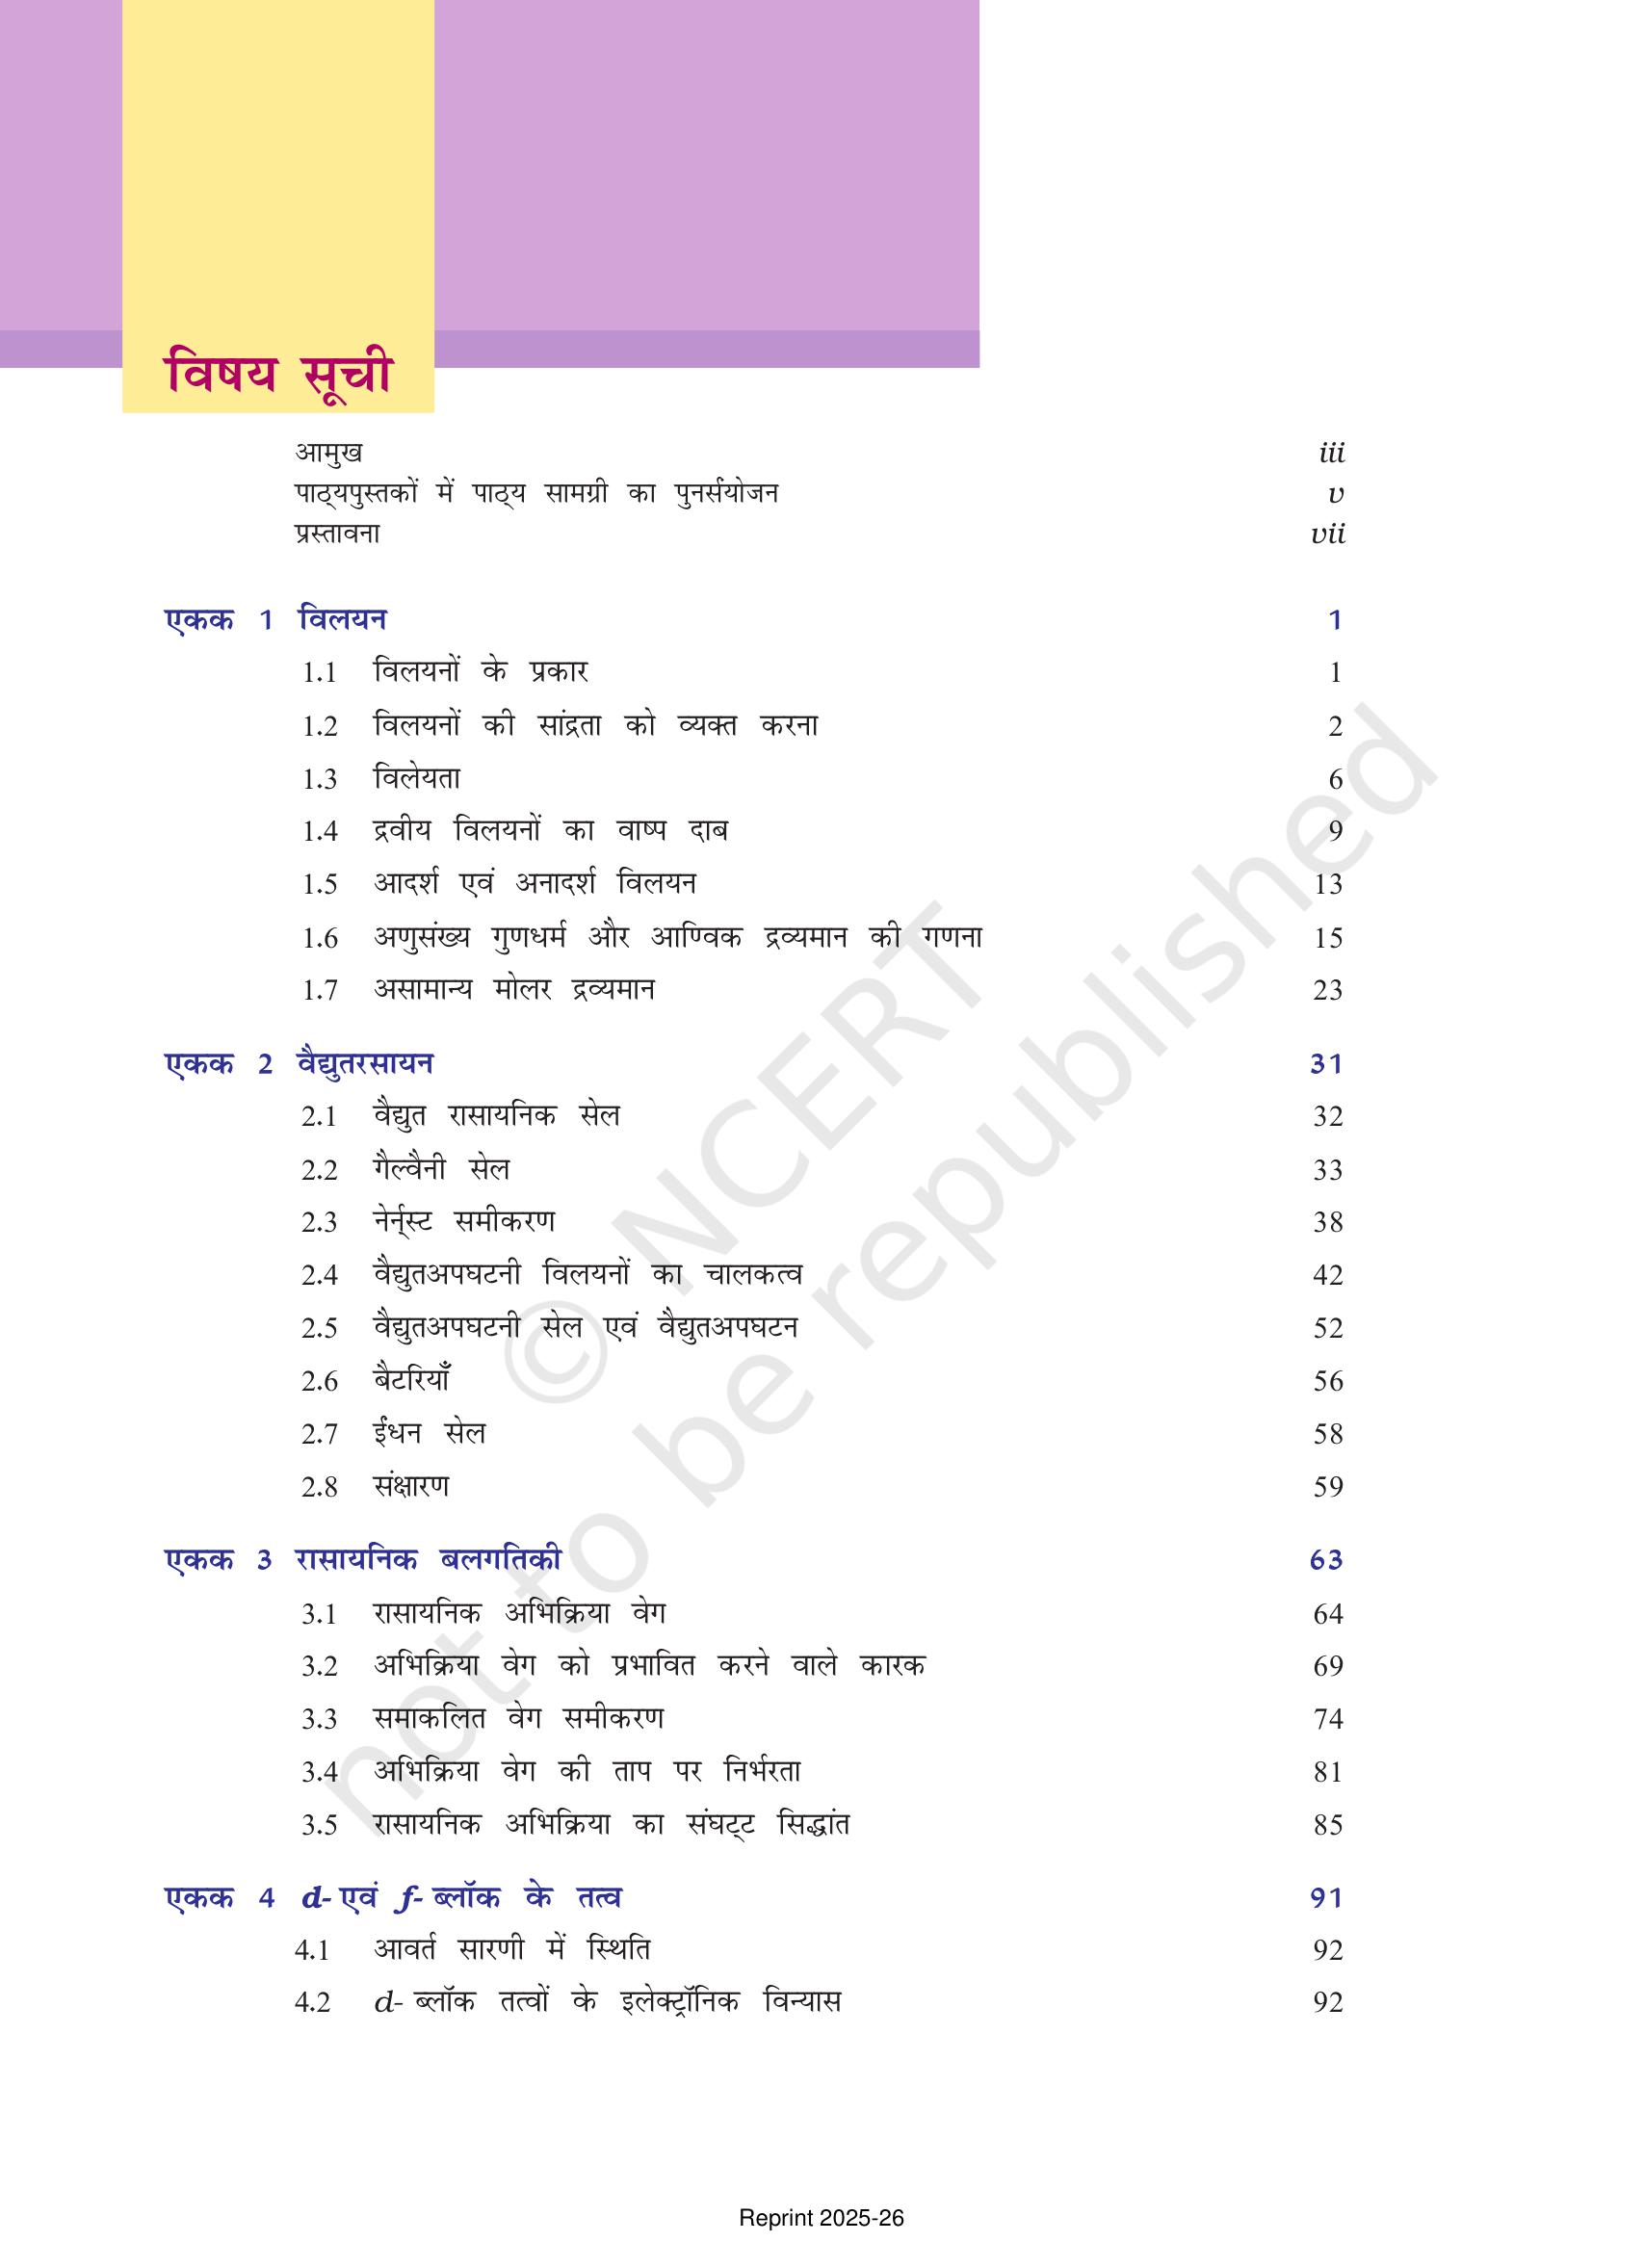 विषय सूची
आमुख iii
पाठ्यपुस्तकों में पाठ्य सामग्री का पुनर्संयोजन v
प्रस्तावना vii
एकक 1 विलयन 1
1.1 विलयनों के प्रकार 1
1.2 विलयनों की सांद्रता को व्यक्त करना 2
1.3 विलेयता 6
1.4 द्रवीय विलयनों का वाष्प दाब 9
1.5 आदर्श एवं अनादर्श विलयन 13
1.6 अणुसंख्य गुणधर्म और आण्विक द्रव्यमान की गणना 15
1.7 असामान्य मोलर द्रव्यमान 23
एकक 2 वैद्युतरसायन 31
2.1 वैद्युत रासायनिक सेल 32
2.2 गैल्वैनी सेल 33
2.3 नेर्न्स्ट समीकरण 38
2.4 वैद्युतअपघटनी विलयनों का चालकत्व 42
2.5 वैद्युतअपघटनी सेल एवं वैद्युतअपघटन 52
2.6 बैटरियाँ 56
2.7 ईंधन सेल 58
2.8 संक्षारण 59
एकक 3 रासायनिक बलगतिकी 63
3.1 रासायनिक अभिक्रिया वेग 64
3.2 अभिक्रिया वेग को प्रभावित करने वाले कारक 69
3.3 समाकलित वेग समीकरण 74
3.4 अभिक्रिया वेग की ताप पर निर्भरता 81
3.5 रासायनिक अभिक्रिया का संघट्ट सिद्धांत 85
एकक 4 d- एवं f- ब्लॉक के तत्व 91
4.1 आवर्त सारणी में स्थिति 92
4.2 d- ब्लॉक तत्वों के इलेक्ट्रॉनिक विन्यास 92
© NCERT
not to be republished
Reprint 2025-26